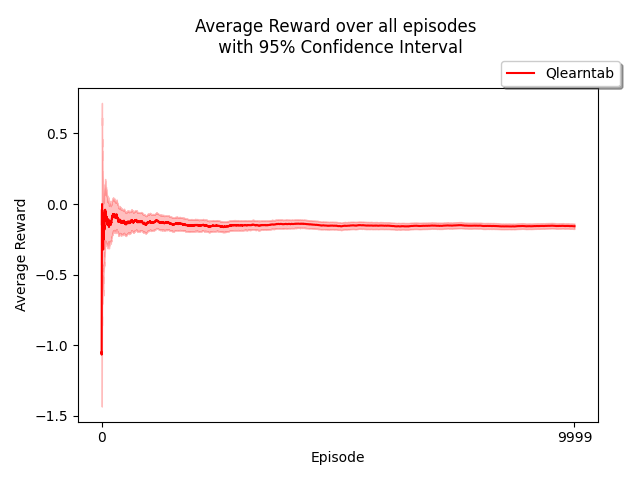 Average Reward over all episodes
with 95% Confidence Interval
Qlearntab
Average Reward
0.5
0.0
−0.5
−1.0
−1.5
0
9999
Episode